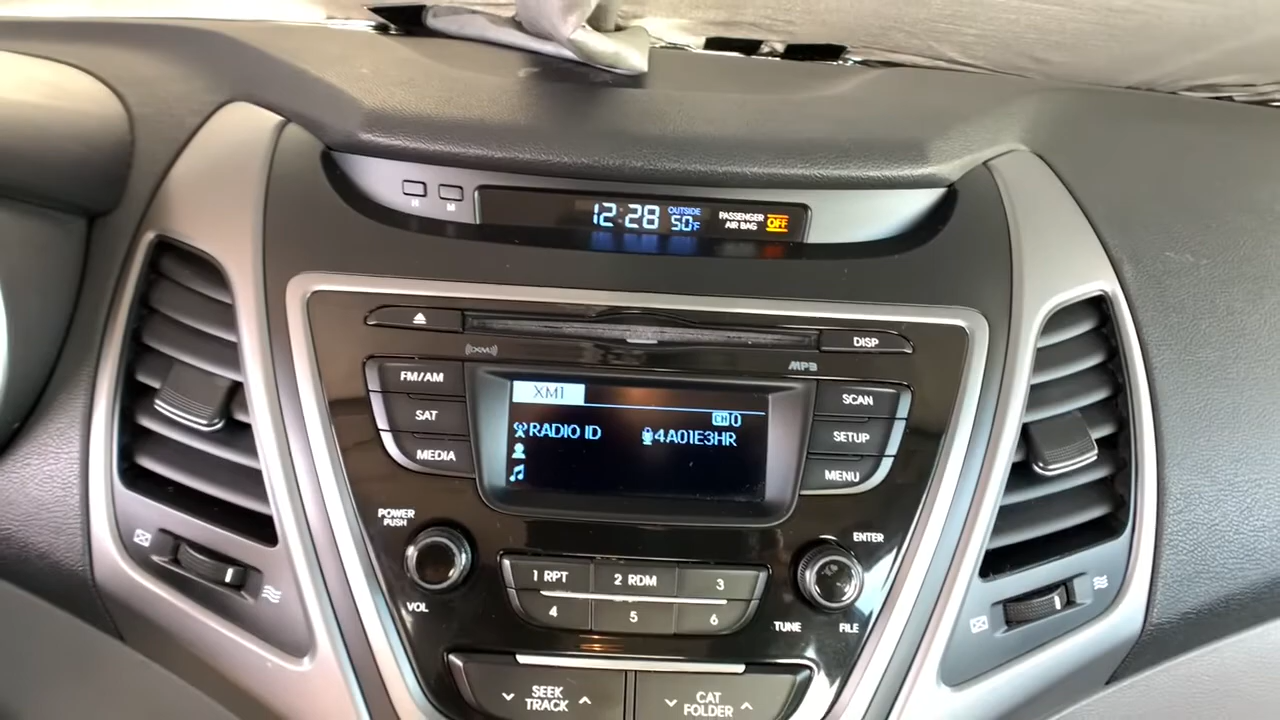 H M
12:28 OUTSIDE 50°F
PASSENGER AIR BAG OFF
DISP
((XM))
MP3
FM/AM
SAT
MEDIA
XM1
CH 0
RADIO ID 4A01E3HR
SCAN
SETUP
MENU
POWER
PUSH
VOL
1 RPT 2 RDM 3
4 5 6
ENTER
TUNE FILE
SEEK
TRACK
CAT
FOLDER